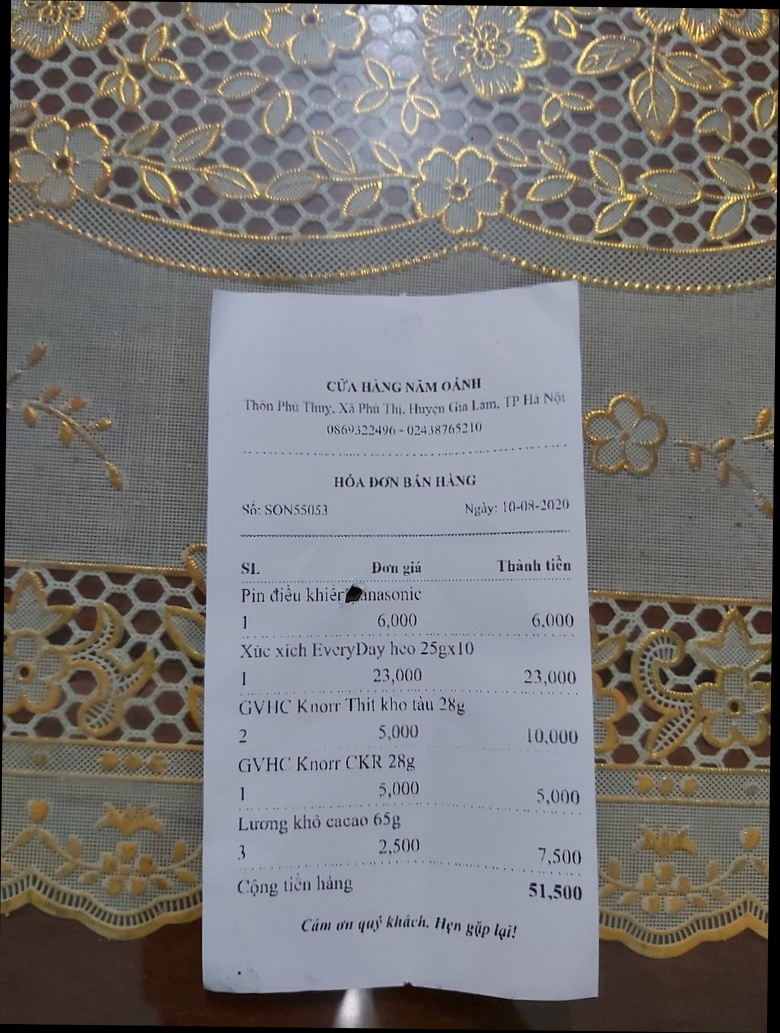 CỬA HÀNG NĂM OÁNH
Thôn Phú Thụy, Xã Phú Thị, Huyện Gia Lâm, TP Hà Nội
0869322496 - 02438765210
HÓA ĐƠN BÁN HÀNG
Số: SON55053 Ngày: 10-08-2020
SL Đơn giá Thành tiền
Pin điều khiển
1 6,000 6,000
Xúc xích EveryDay heo 25gx10
1 23,000 23,000
GVHC Knorr Thịt kho tàu 28g
2 5,000 10,000
GVHC Knorr CKR 28g
1 5,000 5,000
Lương khô cacao 65g
3 2,500 7,500
Cộng tiền hàng 51,500
Cám ơn quý khách. Hẹn gặp lại!